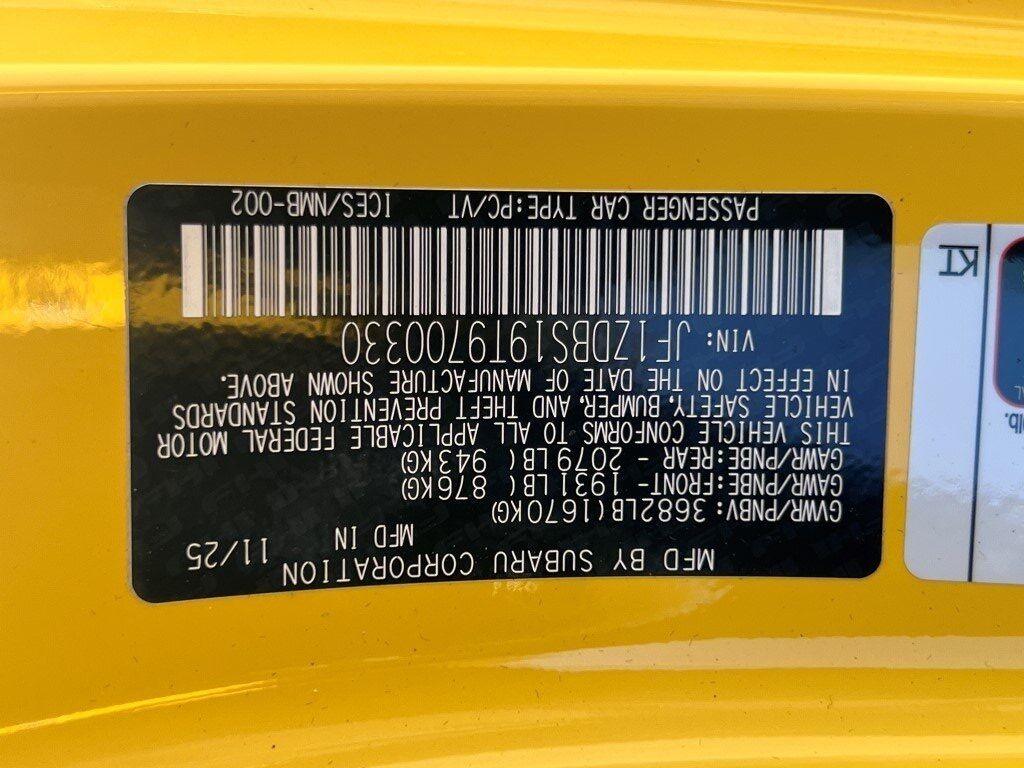 MFD BY SUBARU CORPORATION
MFD IN 11/25
GVWR/PNBV: 3682LB(1670KG)
GAWR/PNBE:FRONT- 1931LB( 876KG)
GAWR/PNBE:REAR - 2079LB( 943KG)
THIS VEHICLE CONFORMS TO ALL APPLICABLE FEDERAL MOTOR
VEHICLE SAFETY, BUMPER, AND THEFT PREVENTION STANDARDS
IN EFFECT ON THE DATE OF MANUFACTURE SHOWN ABOVE.
VIN: JF1ZDBS19T9700330
PASSENGER CAR TYPE:PC/VT ICES/NMB-002
lb.
KT